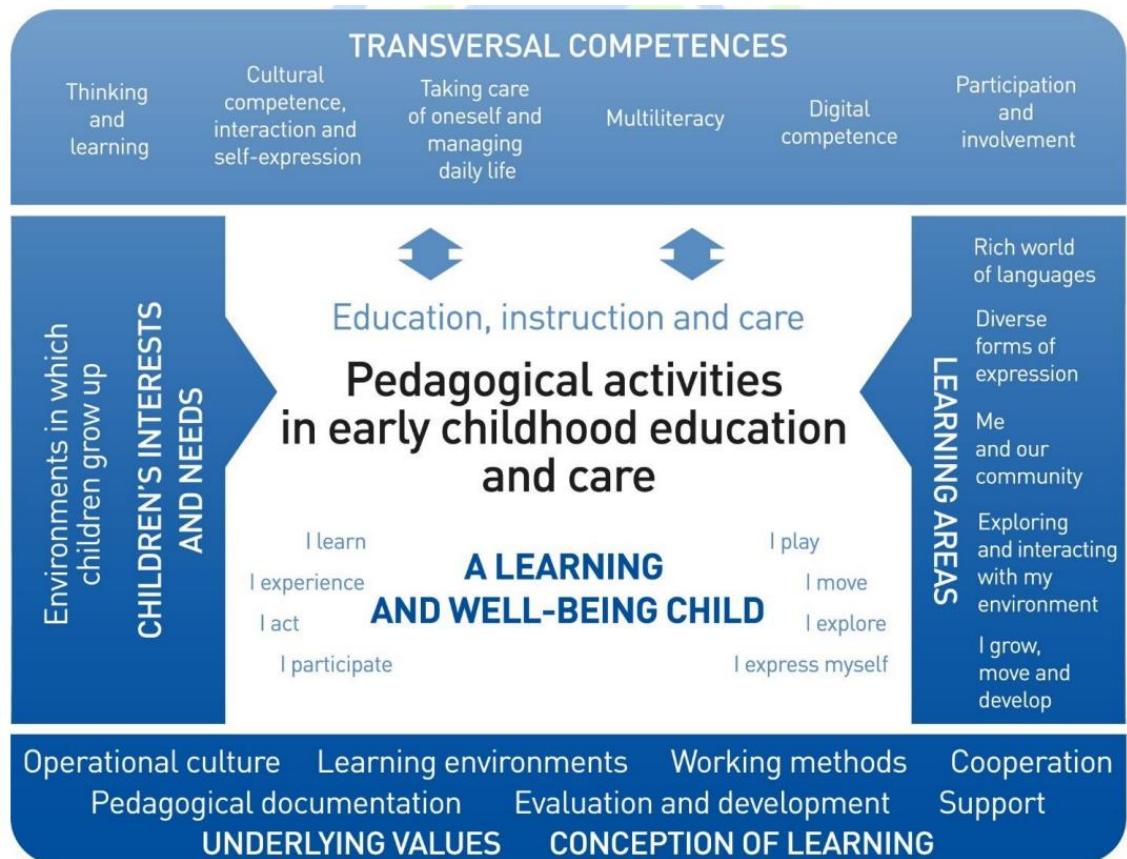 TRANSVERSAL COMPETENCES
Thinking
and
learning
Cultural
competence,
interaction and
self-expression
Taking care
of oneself and
managing
daily life
Multiliteracy
Digital
competence
Participation
and
involvement
Environments in which
children grow up
CHILDREN'S INTERESTS
AND NEEDS
Education, instruction and care
Pedagogical activities
in early childhood education
and care
I learn
I experience
I act
I participate
A LEARNING
AND WELL-BEING CHILD
I play
I move
I explore
I express myself
LEARNING AREAS
Rich world
of languages
Diverse
forms of
expression
Me
and our
community
Exploring
and interacting
with my
environment
I grow,
move and
develop
Operational culture Learning environments Working methods Cooperation
Pedagogical documentation Evaluation and development Support
UNDERLYING VALUES CONCEPTION OF LEARNING